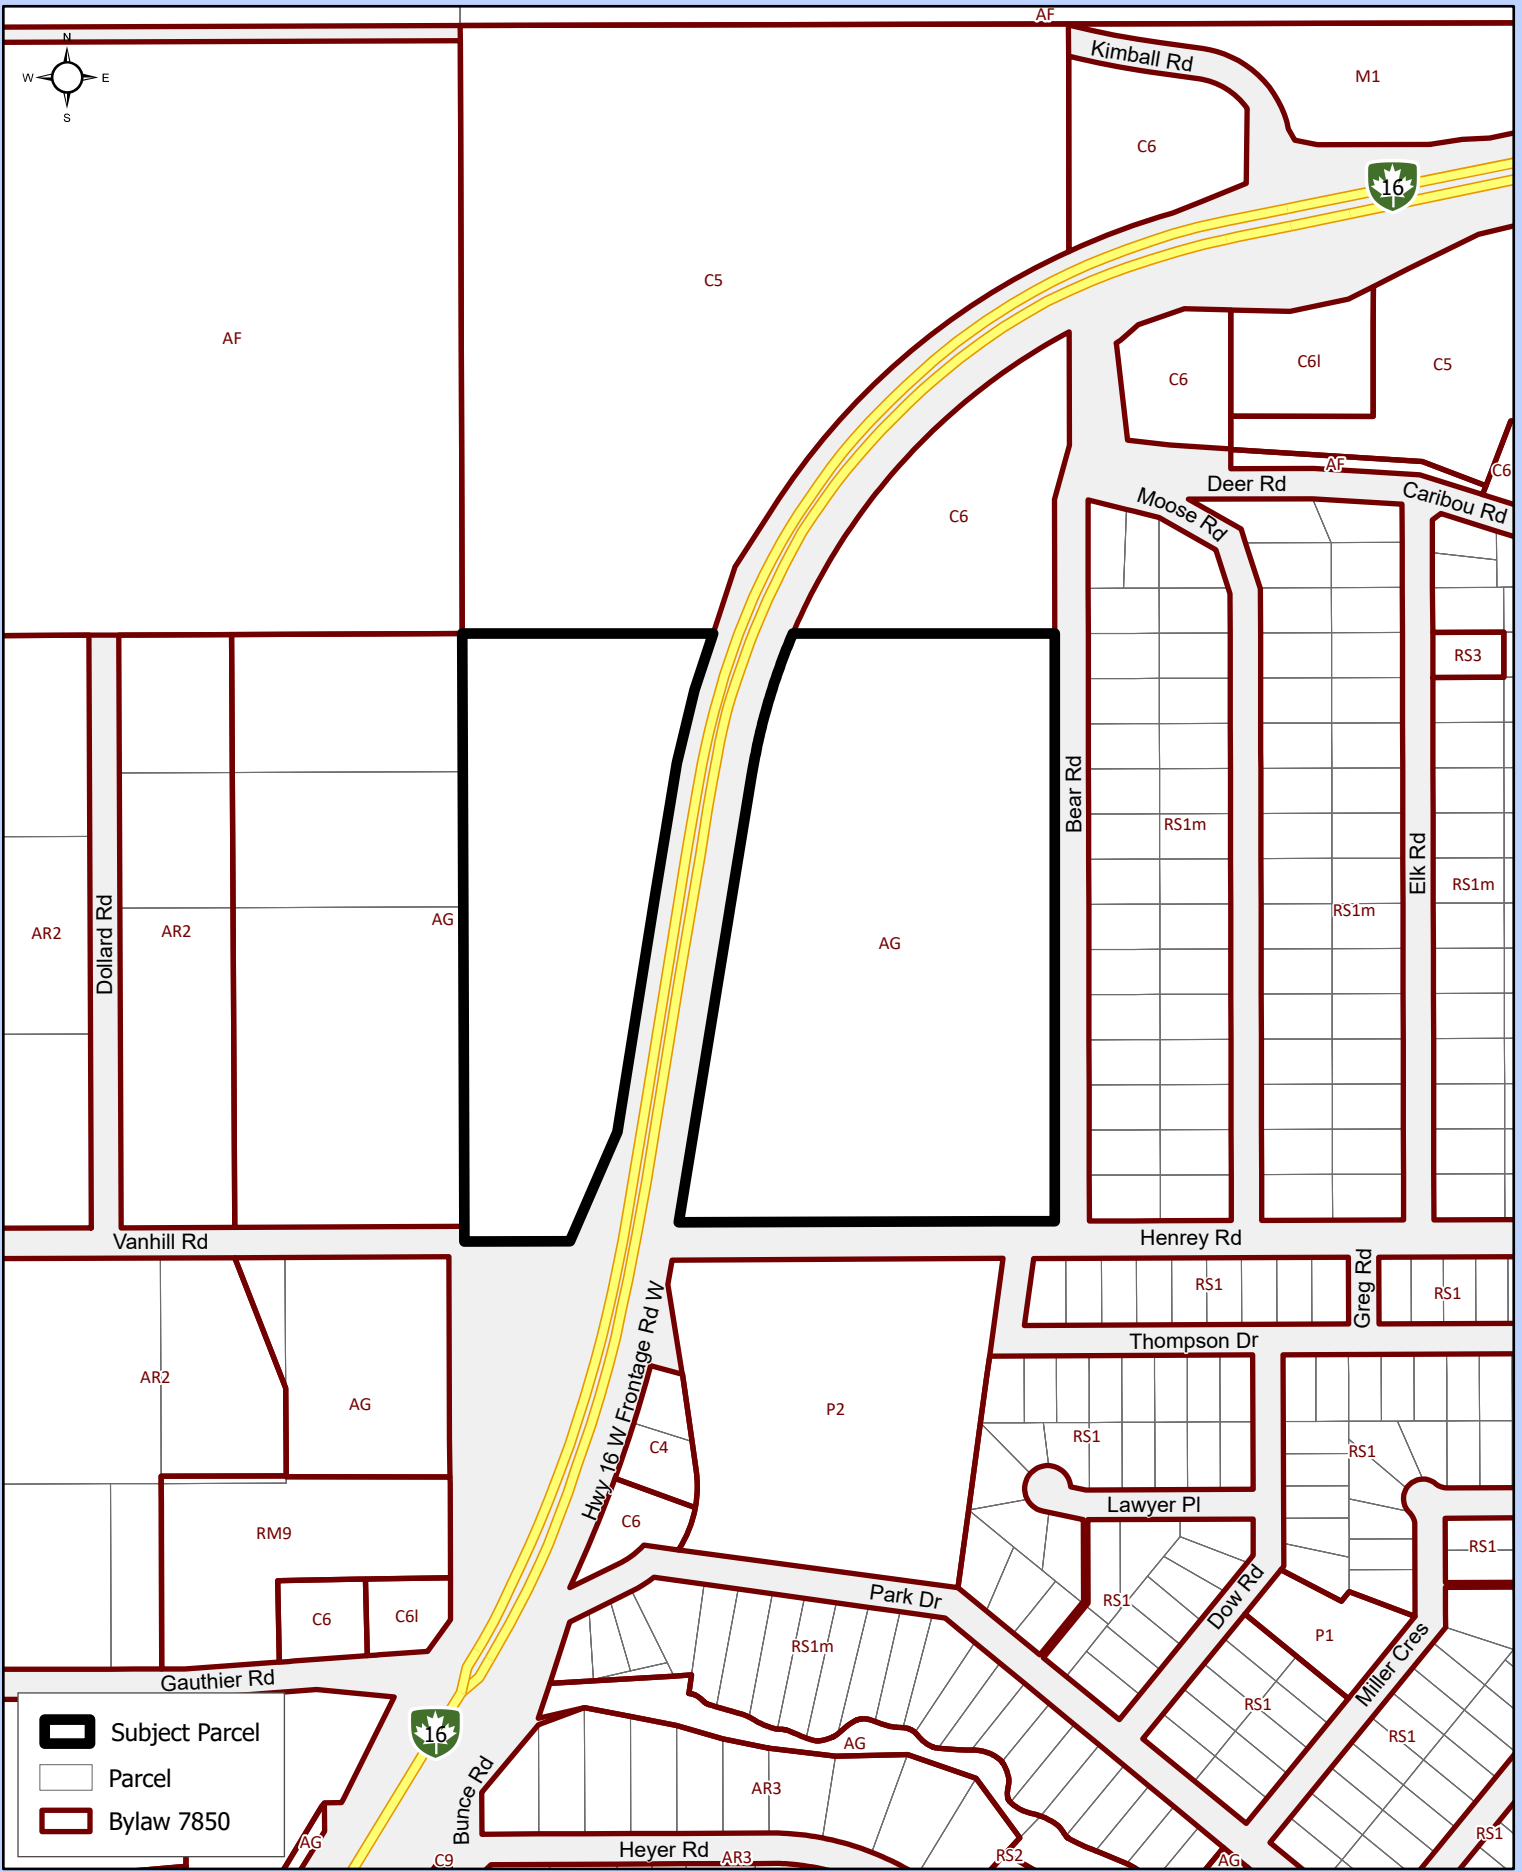 AF
N
W E
S
Kimball Rd
M1
C6
16
C5
AF
C6
C6l
C5
AF
C6
Deer Rd
Caribou Rd
Moose Rd
C6
RS3
Bear Rd
RS1m
Elk Rd
RS1m
RS1m
AR2
Dollard Rd
AR2
AG
AG
Vanhill Rd
Henrey Rd
RS1
Greg Rd
RS1
Thompson Dr
Hwy 16 W Frontage Rd W
AR2
AG
P2
C4
RS1
RS1
Lawyer Pl
C6
RM9
RS1
C6
C6l
Park Dr
RS1
Dow Rd
P1
Miller Cres
RS1m
Gauthier Rd
RS1
RS1
16
AG
AR3
Bunce Rd
RS1
Heyer Rd
AR3
RS2
AG
C9
AG
Subject Parcel
Parcel
Bylaw 7850